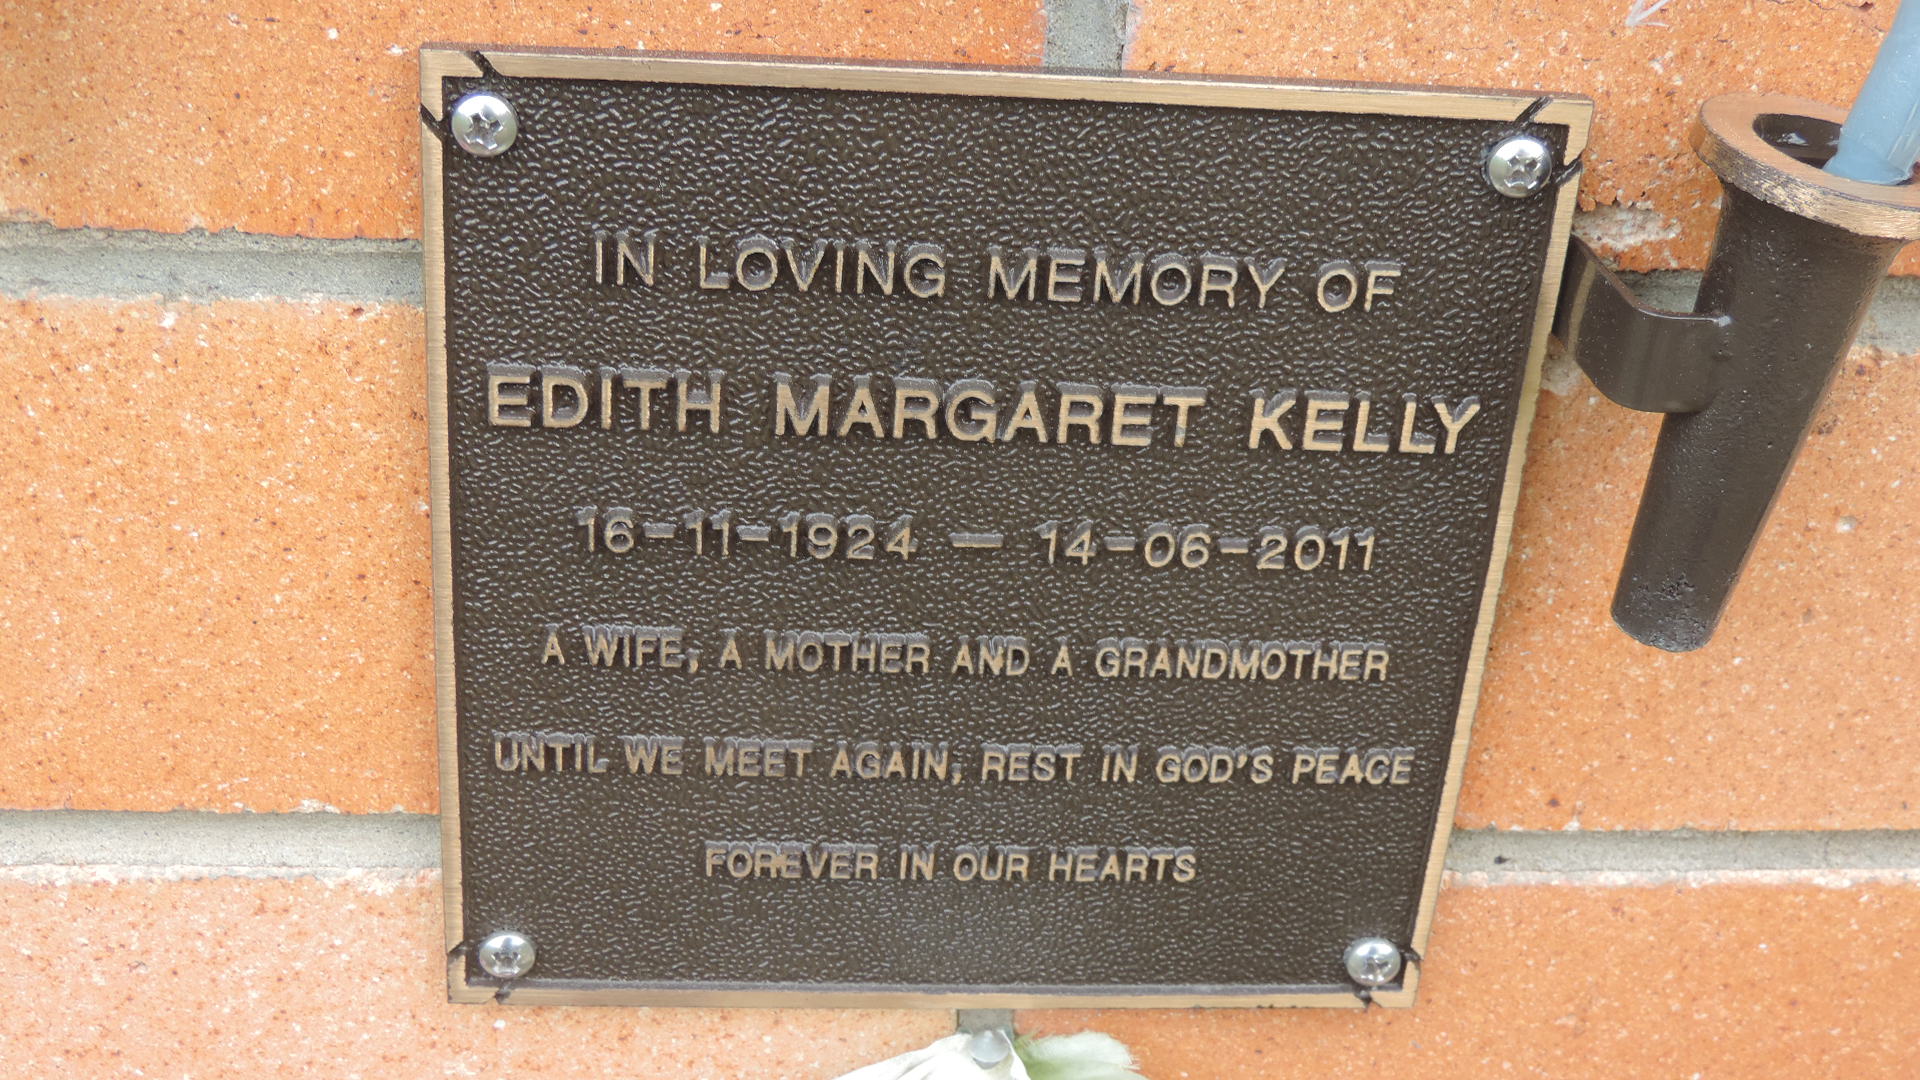 IN LOVING MEMORY OF
EDITH MARGARET KELLY
16-11-1924 — 14-06-2011
A WIFE, A MOTHER AND A GRANDMOTHER
UNTIL WE MEET AGAIN, REST IN GOD'S PEACE
FOREVER IN OUR HEARTS